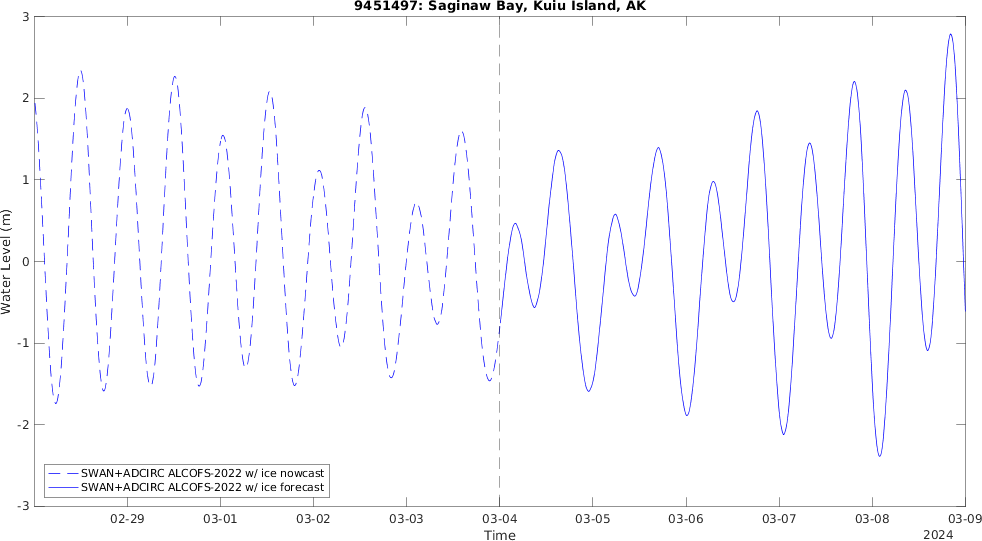 9451497: Saginaw Bay, Kuiu Island, AK
3
2
1
0
-1
-2
-3
Water Level (m)
SWAN+ADCIRC ALCOFS-2022 w/ ice nowcast
SWAN+ADCIRC ALCOFS-2022 w/ ice forecast
02-29 03-01 03-02 03-03 03-04 03-05 03-06 03-07 03-08 03-09
Time
2024